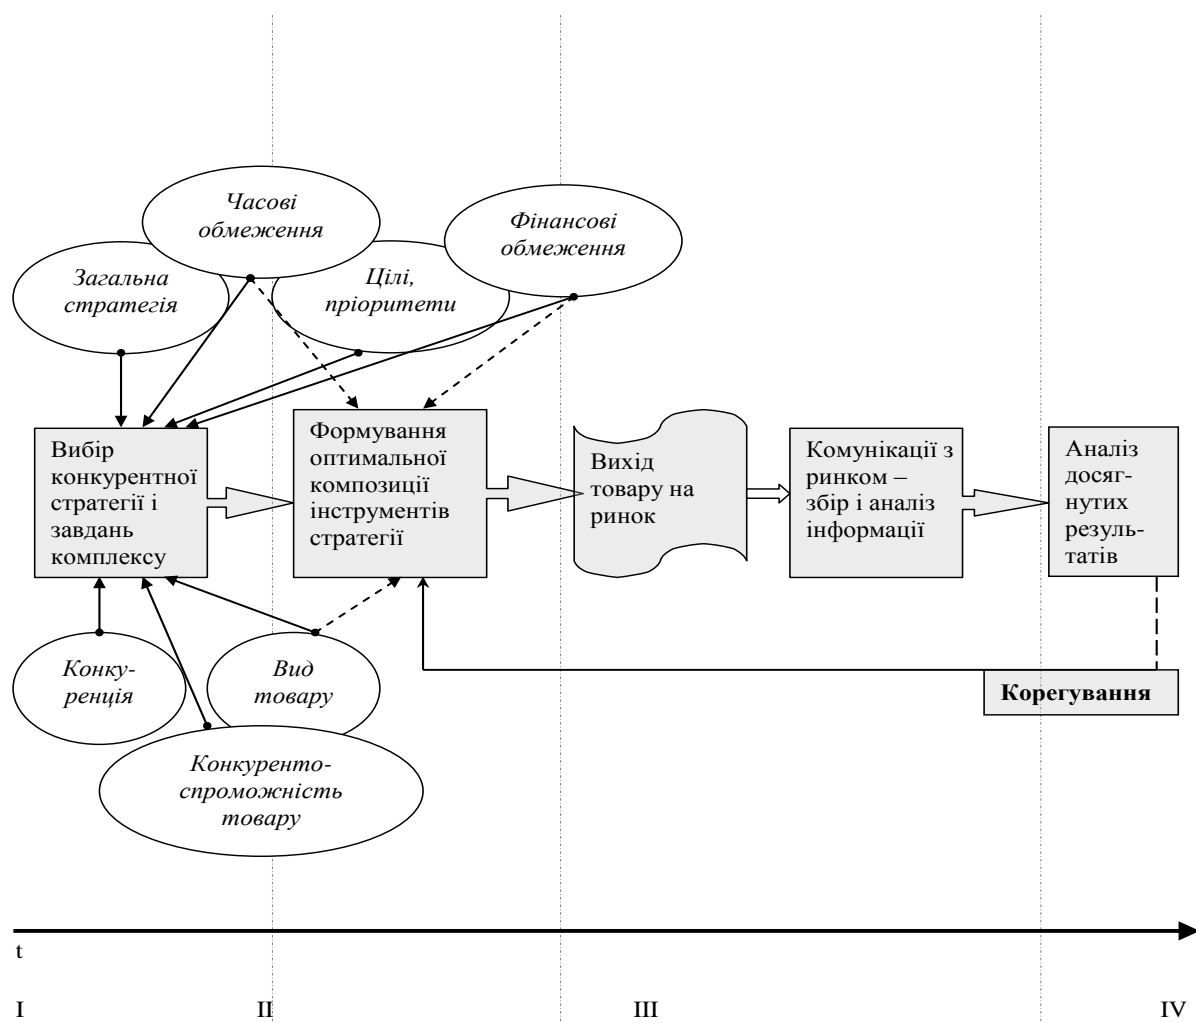 Часові
обмеження
Фінансові
обмеження
Загальна
стратегія
Цілі,
пріоритети
Вибір
конкурентної
стратегії і
завдань
комплексу
Формування
оптимальної
композиції
інструментів
стратегії
Вихід
товару на
ринок
Комунікації з
ринком –
збір і аналіз
інформації
Аналіз
досяг-
нутих
резуль-
татів
Конку-
ренція
Вид
товару
Корегування
Конкуренто-
спроможність
товару
t
I II III IV